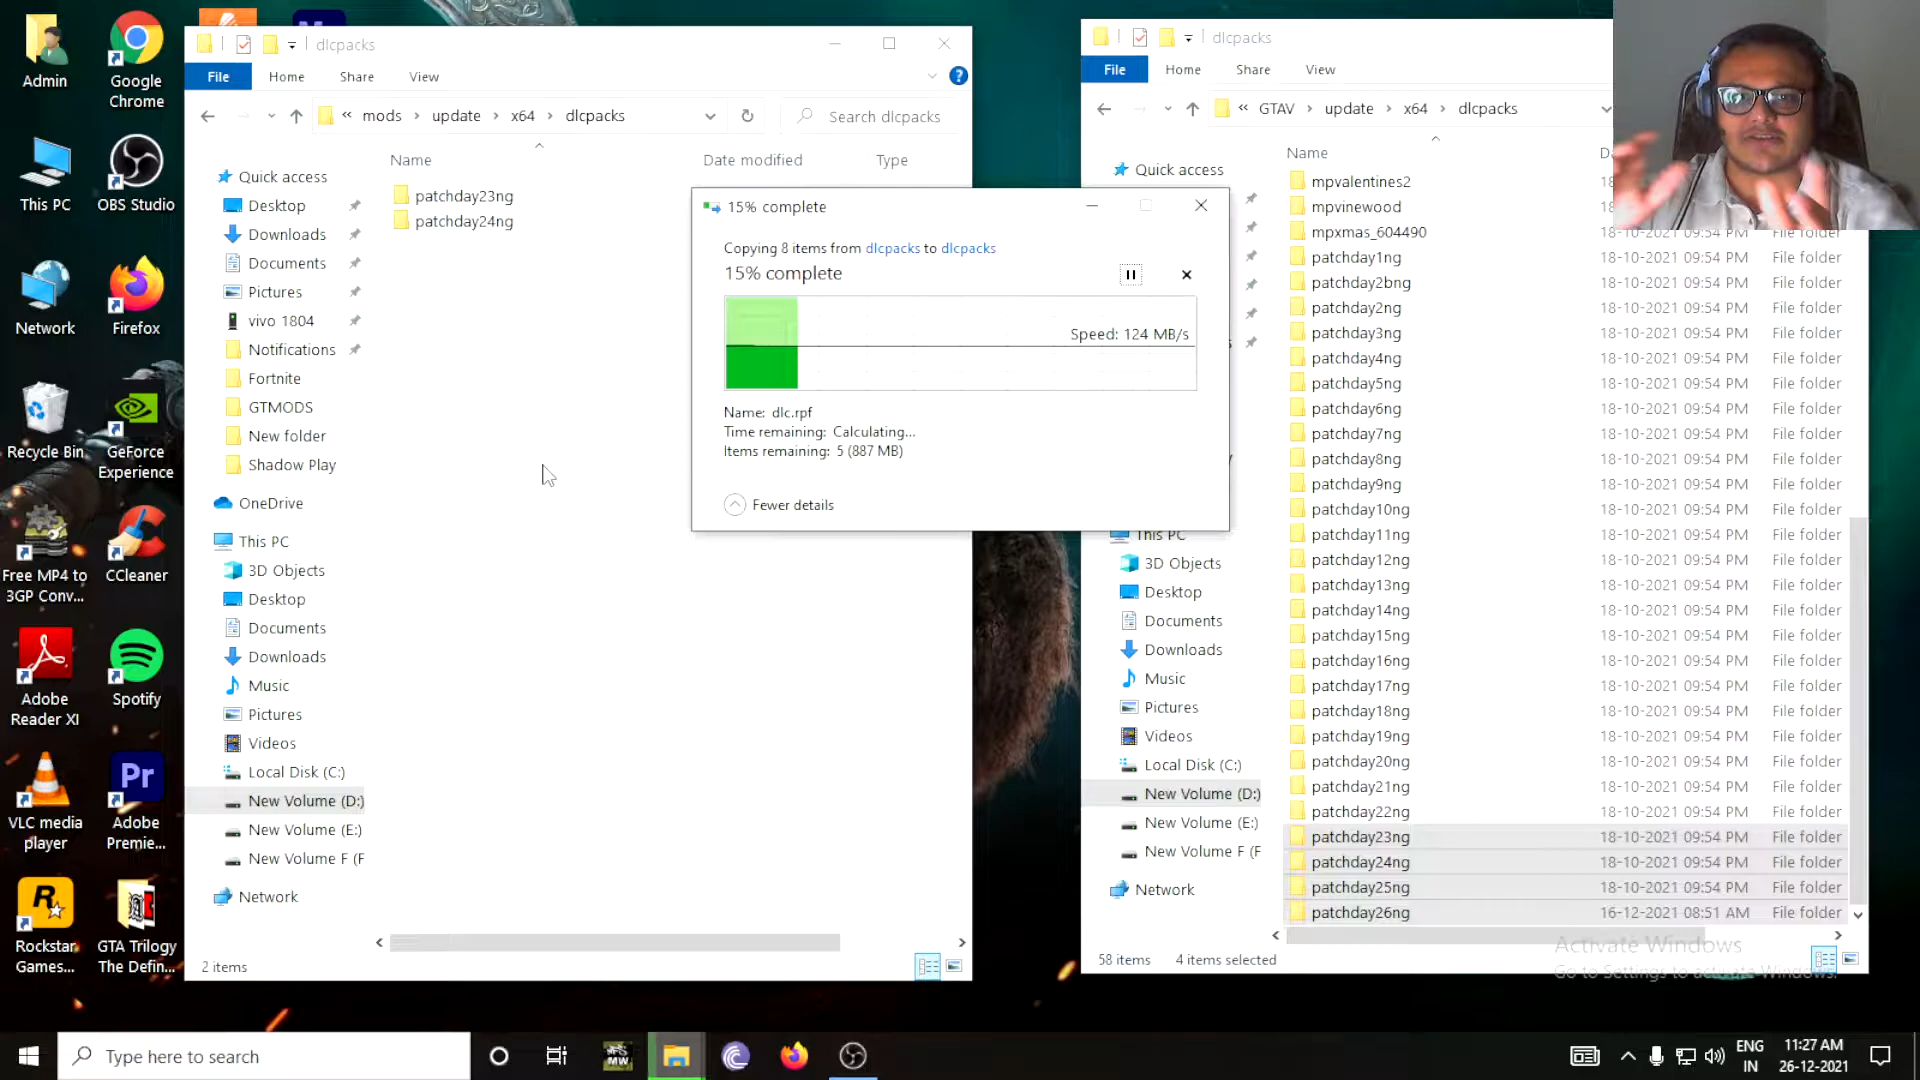 Admin
Google
Chrome
This PC
OBS Studio
Network
Firefox
Recycle Bin
GeForce
Experience
Free MP4 to
3GP Conv...
CCleaner
Adobe
Reader XI
Spotify
VLC media
player
Adobe
Premie...
Rockstar
Games...
GTA Trilogy
The Defin...
dlcpacks
File
Home
Share
View
mods
update
x64
dlcpacks
Search dlcpacks
Name
Date modified
Type
patchday23ng
patchday24ng
Quick access
Desktop
Downloads
Documents
Pictures
vivo 1804
Notifications
Fortnite
GTMODS
New folder
Shadow Play
OneDrive
This PC
3D Objects
Desktop
Documents
Downloads
Music
Pictures
Videos
Local Disk (C:)
New Volume (D:)
New Volume (E:)
New Volume F (F
Network
2 items
15% complete
Copying 8 items from dlcpacks to dlcpacks
15% complete
Speed: 124 MB/s
Name: dlc.rpf
Time remaining: Calculating...
Items remaining: 5 (887 MB)
Fewer details
dlcpacks
File
Home
Share
View
GTAV
update
x64
dlcpacks
Name
Quick access
This PC
3D Objects
Desktop
Documents
Downloads
Music
Pictures
Videos
Local Disk (C:)
New Volume (D:)
New Volume (E:)
New Volume F (F
Network
mpvalentines2
mpvinewood
mpxmas_604490 18-10-2021 09:54 PM File folder
patchday1ng 18-10-2021 09:54 PM File folder
patchday2bng 18-10-2021 09:54 PM File folder
patchday2ng 18-10-2021 09:54 PM File folder
patchday3ng 18-10-2021 09:54 PM File folder
patchday4ng 18-10-2021 09:54 PM File folder
patchday5ng 18-10-2021 09:54 PM File folder
patchday6ng 18-10-2021 09:54 PM File folder
patchday7ng 18-10-2021 09:54 PM File folder
patchday8ng 18-10-2021 09:54 PM File folder
patchday9ng 18-10-2021 09:54 PM File folder
patchday10ng 18-10-2021 09:54 PM File folder
patchday11ng 18-10-2021 09:54 PM File folder
patchday12ng 18-10-2021 09:54 PM File folder
patchday13ng 18-10-2021 09:54 PM File folder
patchday14ng 18-10-2021 09:54 PM File folder
patchday15ng 18-10-2021 09:54 PM File folder
patchday16ng 18-10-2021 09:54 PM File folder
patchday17ng 18-10-2021 09:54 PM File folder
patchday18ng 18-10-2021 09:54 PM File folder
patchday19ng 18-10-2021 09:54 PM File folder
patchday20ng 18-10-2021 09:54 PM File folder
patchday21ng 18-10-2021 09:54 PM File folder
patchday22ng 18-10-2021 09:54 PM File folder
patchday23ng 18-10-2021 09:54 PM File folder
patchday24ng 18-10-2021 09:54 PM File folder
patchday25ng 18-10-2021 09:54 PM File folder
patchday26ng 16-12-2021 08:51 AM File folder
58 items
4 items selected
Activate Windows
Go to Settings to activate Windows.
Type here to search
MW
ENG
IN
11:27 AM
26-12-2021